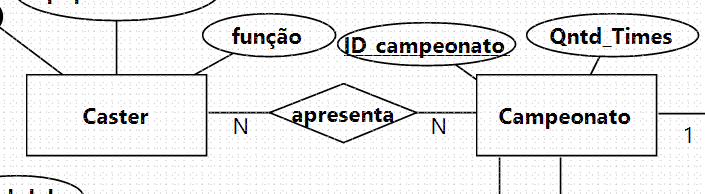 função
ID_campeonato
Qntd_Times
Caster
N
apresenta
N
Campeonato
1